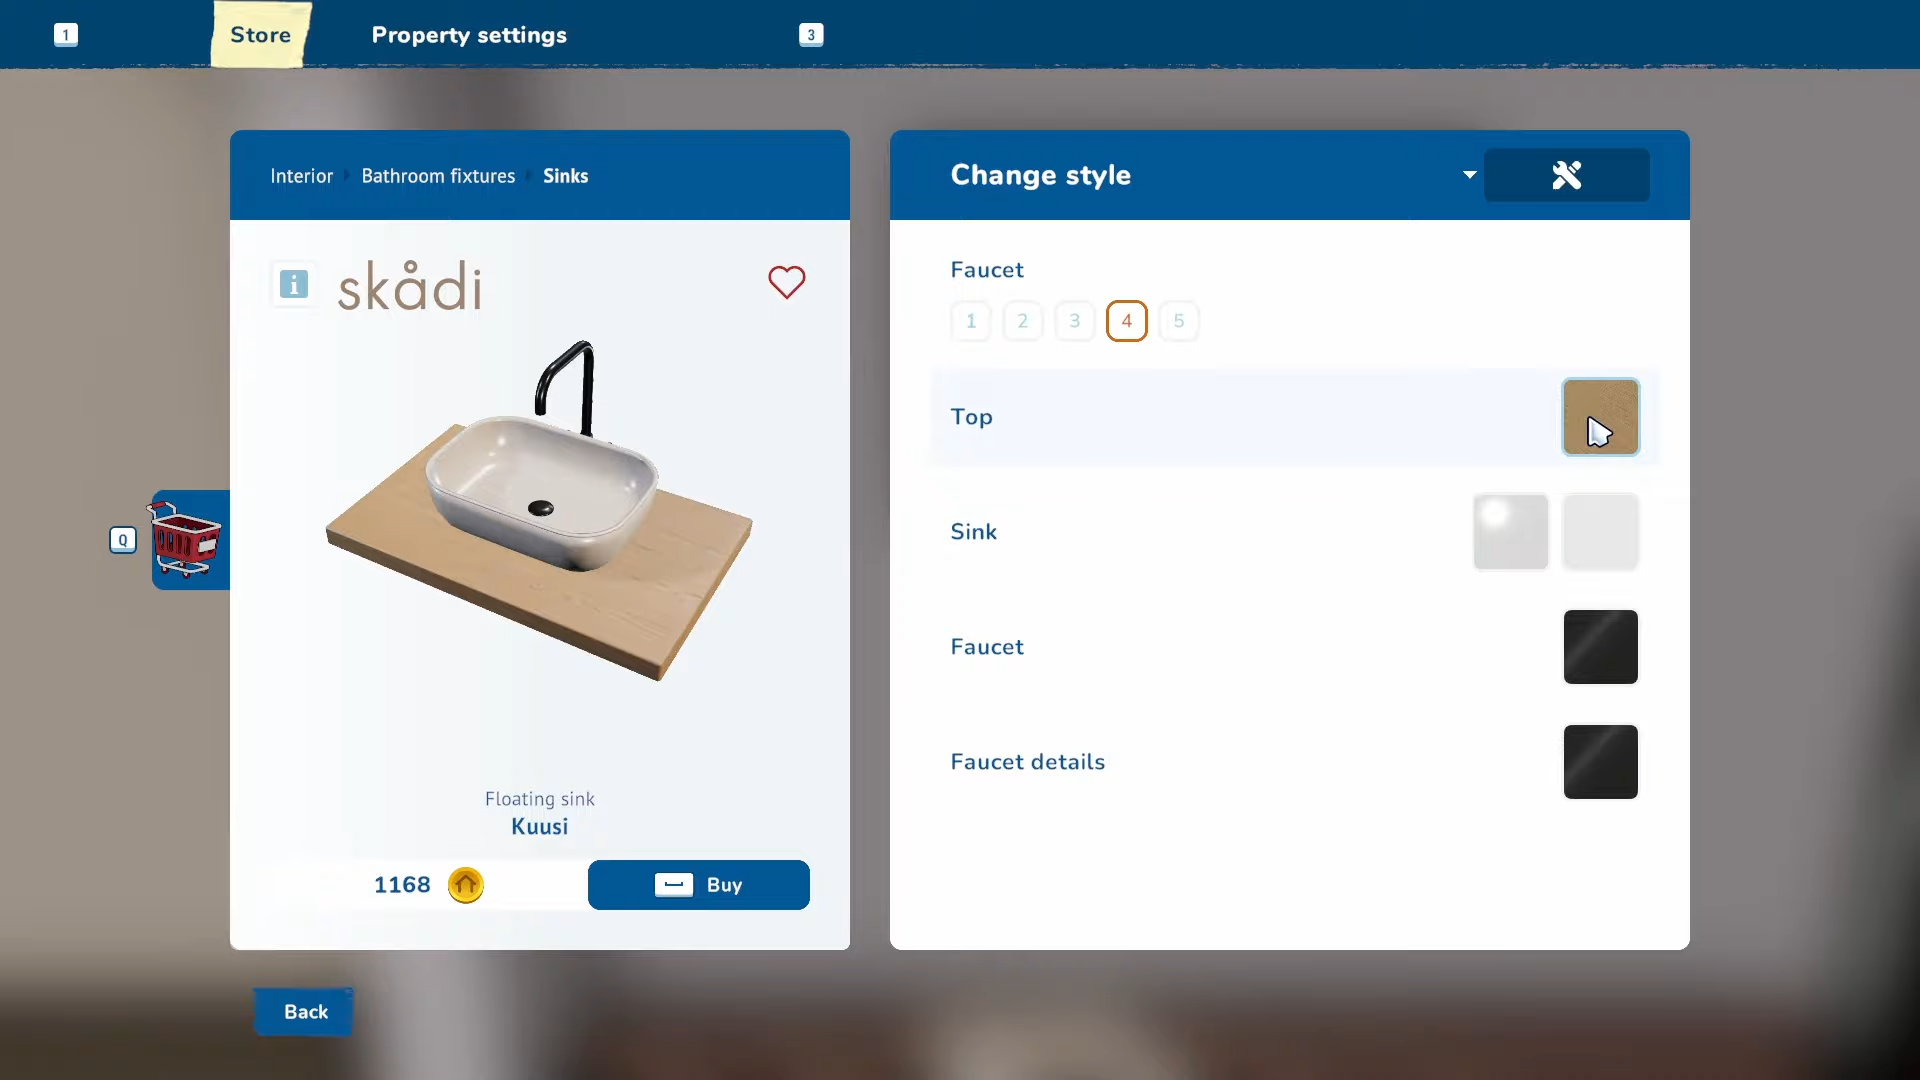 1
Store
Property settings
3
Interior
Bathroom fixtures
Sinks
i
skådi
Q
Floating sink
Kuusi
1168
Buy
Back
Change style
Faucet
1
2
3
4
5
Top
Sink
Faucet
Faucet details